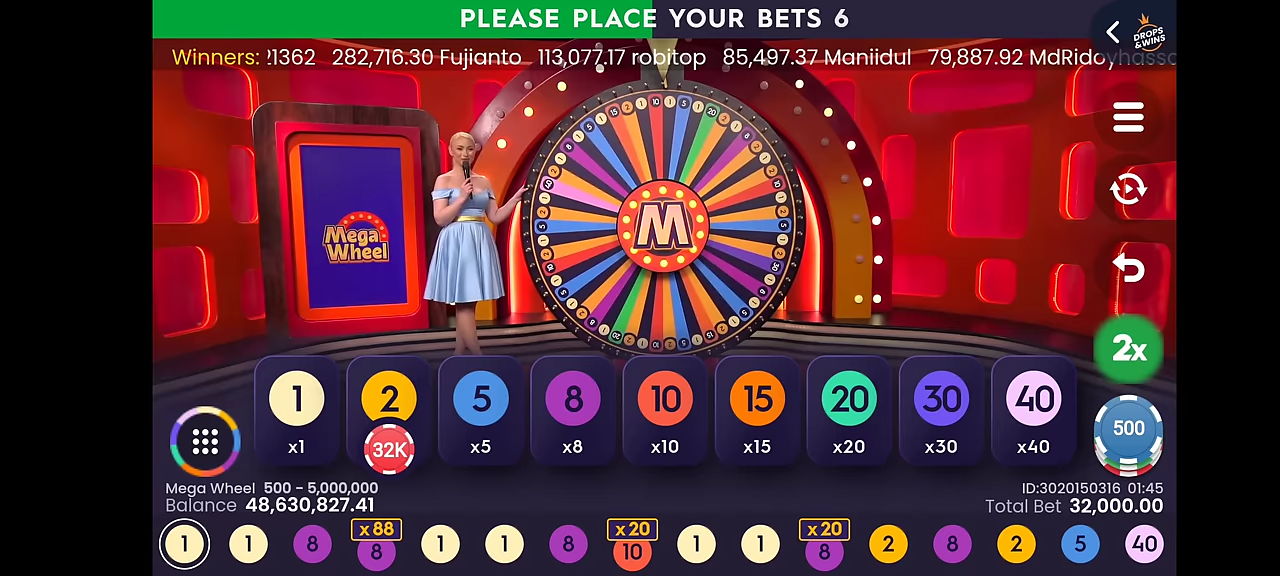 PLEASE PLACE YOUR BETS 6
DROPS
&WINS
Winners: 21362 282,716.30 Fujianto 113,077.17 robitop 85,497.37 Maniidul 79,887.92 MdRidoyhasso
Mega
Wheel
M
2x
1 2 5 8 10 15 20 30 40
x1 32K x5 x8 x10 x15 x20 x30 x40
500
Mega Wheel 500 - 5,000,000
ID:3020150316 01:45
Balance 48,630,827.41
Total Bet 32,000.00
x88 x20 x20
1 1 8 8 1 1 8 10 1 1 8 2 8 2 5 40